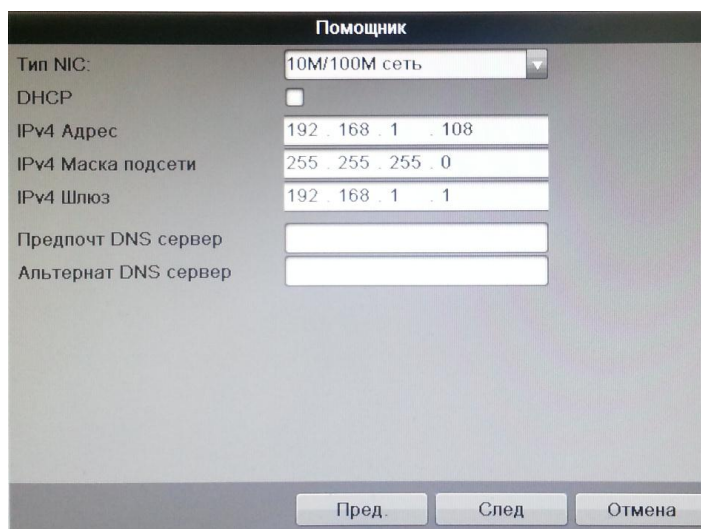 Помощник
Тип NIC: 10M/100M сеть
DHCP
IPv4 Адрес 192 . 168 . 1 . 108
IPv4 Маска подсети 255 . 255 . 255 . 0
IPv4 Шлюз 192 . 168 . 1 . 1
Предпочт DNS сервер
Альтернат DNS сервер
Пред. След Отмена